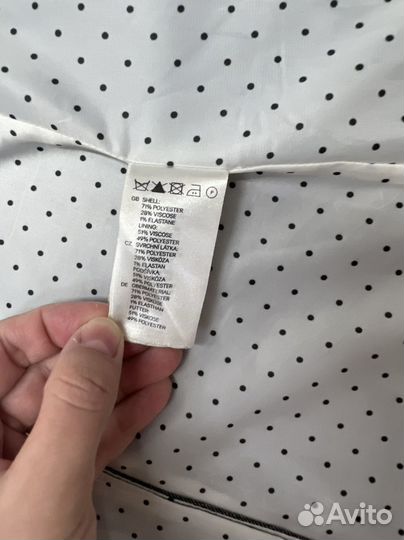 GB SHELL:
71% POLYESTER
28% VISCOSE
1% ELASTANE
LINING:
51% VISCOSE
49% POLYESTER
CZ SVRCHNÍ LÁTKA:
71% POLYESTER
28% VISKÓZA
1% ELASTAN
PODŠÍVKA:
51% VISKÓZA
49% POLYESTER
DE OBERMATERIAL:
71% POLYESTER
28% VISKOSE
1% ELASTHAN
FUTTER:
51% VISKOSE
49% POLYESTER
P
Avito